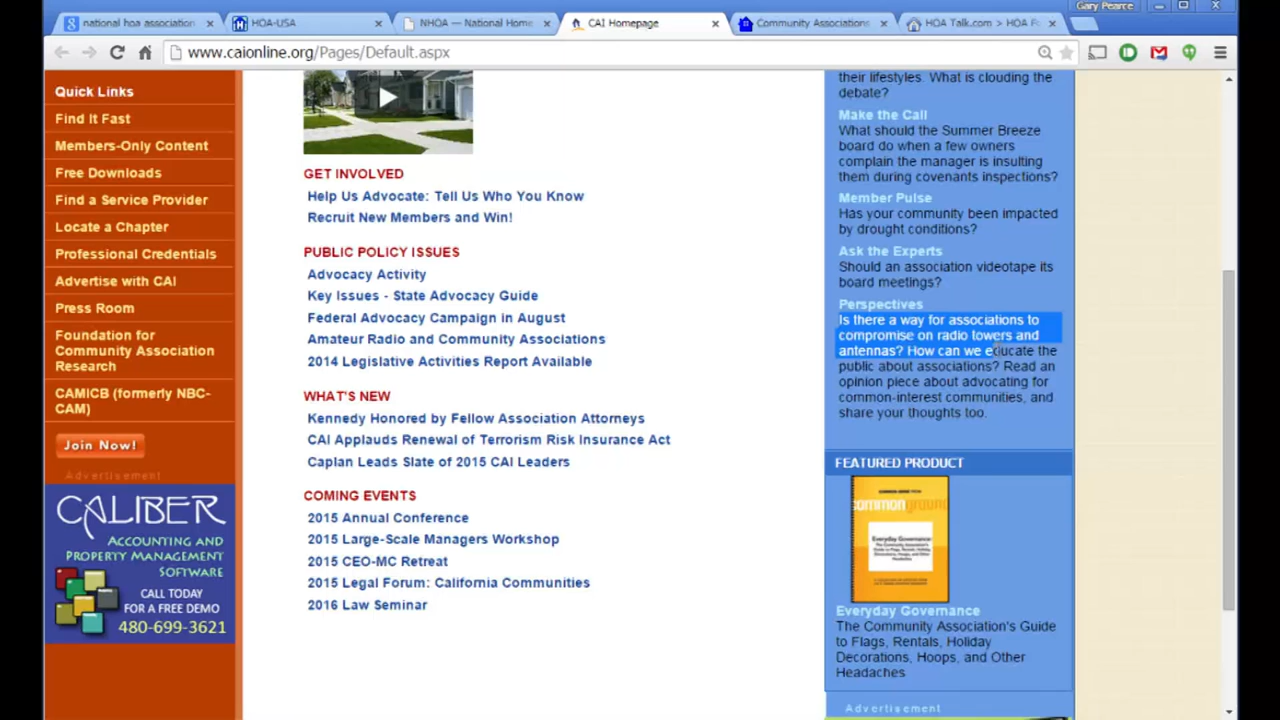 Gary Pearce
national hoa association
HOA-USA
NHOA — National Home
CAI Homepage
Community Associations
HOA Talk.com > HOA F
www.caionline.org/Pages/Default.aspx
Quick Links
Find It Fast
Members-Only Content
Free Downloads
Find a Service Provider
Locate a Chapter
Professional Credentials
Advertise with CAI
Press Room
Foundation for
Community Association
Research
CAMICB (formerly NBC-
CAM)
Join Now!
Advertisement
CALIBER
ACCOUNTING AND
PROPERTY MANAGEMENT
SOFTWARE
CALL TODAY
FOR A FREE DEMO
480-699-3621
GET INVOLVED
Help Us Advocate: Tell Us Who You Know
Recruit New Members and Win!
PUBLIC POLICY ISSUES
Advocacy Activity
Key Issues - State Advocacy Guide
Federal Advocacy Campaign in August
Amateur Radio and Community Associations
2014 Legislative Activities Report Available
WHAT'S NEW
Kennedy Honored by Fellow Association Attorneys
CAI Applauds Renewal of Terrorism Risk Insurance Act
Caplan Leads Slate of 2015 CAI Leaders
COMING EVENTS
2015 Annual Conference
2015 Large-Scale Managers Workshop
2015 CEO-MC Retreat
2015 Legal Forum: California Communities
2016 Law Seminar
their lifestyles. What is clouding the
debate?
Make the Call
What should the Summer Breeze
board do when a few owners
complain the manager is insulting
them during covenants inspections?
Member Pulse
Has your community been impacted
by drought conditions?
Ask the Experts
Should an association videotape its
board meetings?
Perspectives
Is there a way for associations to
compromise on radio towers and
antennas? How can we educate the
public about associations? Read an
opinion piece about advocating for
common-interest communities, and
share your thoughts too.
FEATURED PRODUCT
commonground
Everyday Governance:
Everyday Governance
The Community Association's Guide
to Flags, Rentals, Holiday
Decorations, Hoops, and Other
Headaches
Advertisement